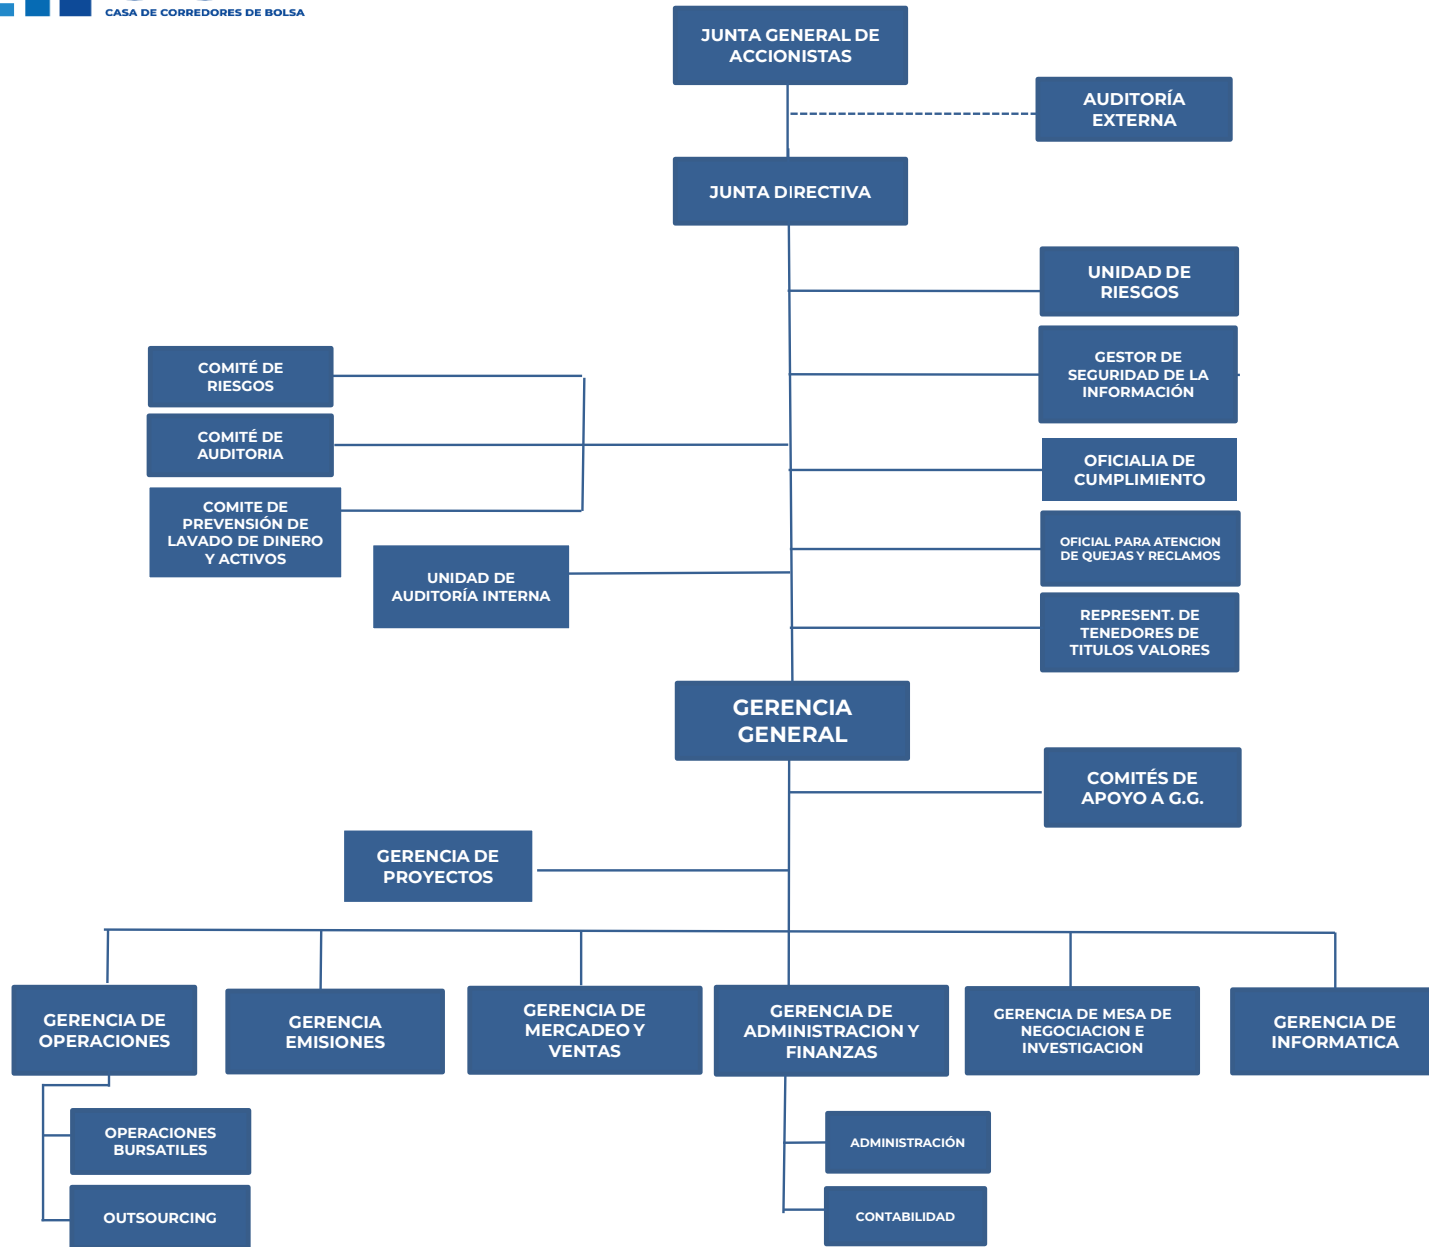 CASA DE CORREDORES DE BOLSA
JUNTA GENERAL DE
ACCIONISTAS
AUDITORÍA
EXTERNA
JUNTA DIRECTIVA
UNIDAD DE
RIESGOS
GESTOR DE
SEGURIDAD DE LA
INFORMACIÓN
COMITÉ DE
RIESGOS
COMITÉ DE
AUDITORIA
OFICIALIA DE
CUMPLIMIENTO
COMITE DE
PREVENSIÓN DE
LAVADO DE DINERO
Y ACTIVOS
OFICIAL PARA ATENCION
DE QUEJAS Y RECLAMOS
UNIDAD DE
AUDITORÍA INTERNA
REPRESENT. DE
TENEDORES DE
TITULOS VALORES
GERENCIA
GENERAL
COMITÉS DE
APOYO A G.G.
GERENCIA DE
PROYECTOS
GERENCIA DE
OPERACIONES
GERENCIA
EMISIONES
GERENCIA DE
MERCADEO Y
VENTAS
GERENCIA DE
ADMINISTRACION Y
FINANZAS
GERENCIA DE MESA DE
NEGOCIACION E
INVESTIGACION
GERENCIA DE
INFORMATICA
OPERACIONES
BURSATILES
OUTSOURCING
ADMINISTRACIÓN
CONTABILIDAD